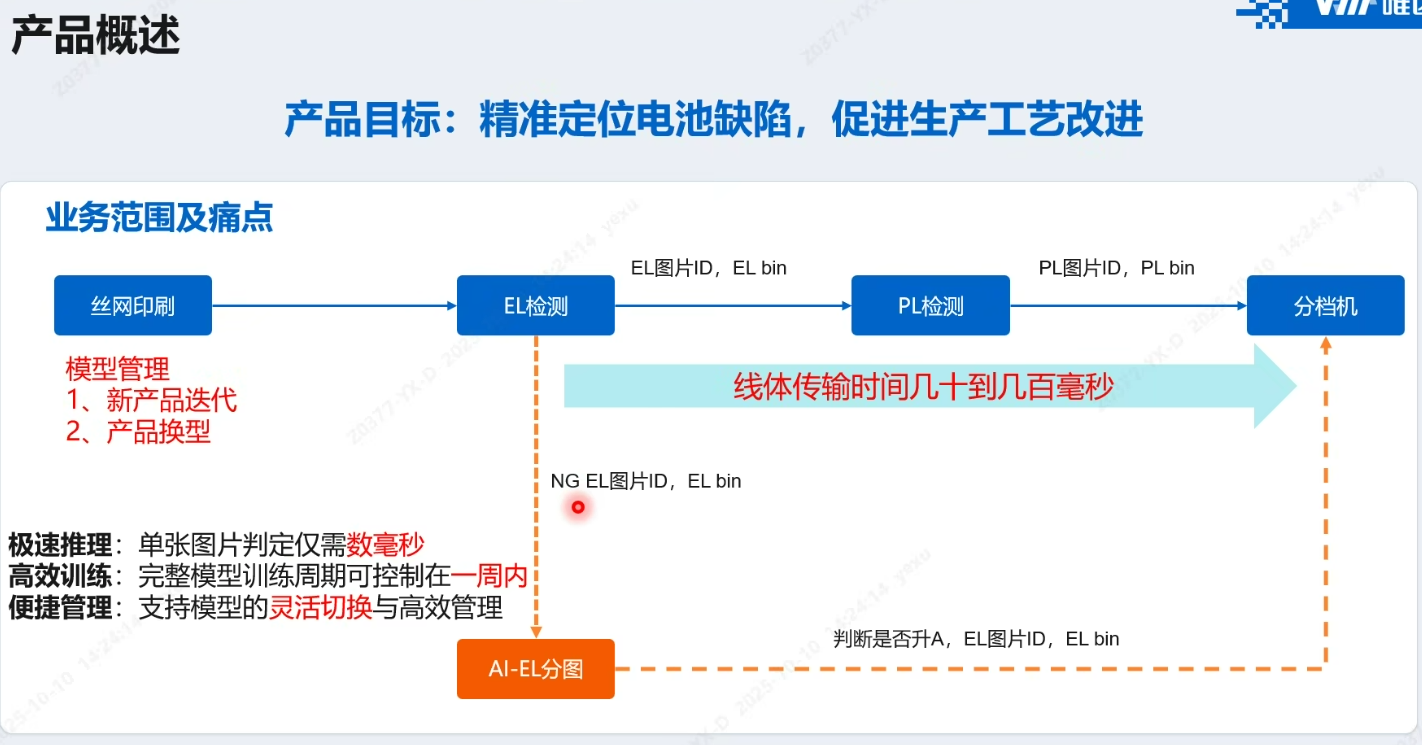 产品概述
产品目标：精准定位电池缺陷，促进生产工艺改进
业务范围及痛点
EL图片ID，EL bin
PL图片ID，PL bin
丝网印刷
EL检测
PL检测
分档机
模型管理
1、新产品迭代
2、产品换型
线体传输时间几十到几百毫秒
NG EL图片ID，EL bin
极速推理：单张图片判定仅需数毫秒
高效训练：完整模型训练周期可控制在一周内
便捷管理：支持模型的灵活切换与高效管理
判断是否升A，EL图片ID，EL bin
AI-EL分图